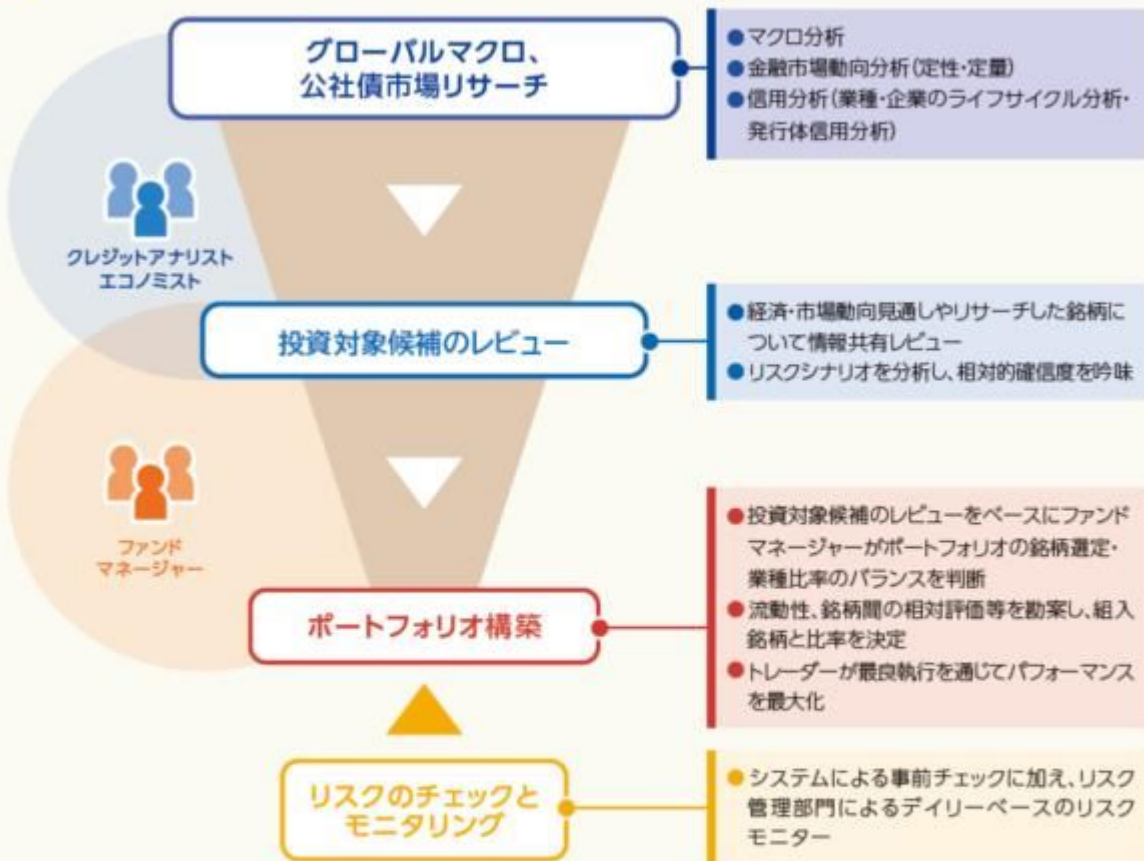 グローバルマクロ、
公社債市場リサーチ
●マクロ分析
●金融市場動向分析(定性・定量)
●信用分析(業種・企業のライフサイクル分析・
発行体信用分析)
クレジットアナリスト
エコノミスト
投資対象候補のレビュー
●経済・市場動向見通しやリサーチした銘柄に
ついて情報共有レビュー
●リスクシナリオを分析し、相対的確信度を吟味
ファンド
マネージャー
ポートフォリオ構築
●投資対象候補のレビューをベースにファンド
マネージャーがポートフォリオの銘柄選定・
業種比率のバランスを判断
●流動性、銘柄間の相対評価等を勘案し、組入
銘柄と比率を決定
●トレーダーが最良執行を通じてパフォーマンス
を最大化
リスクのチェックと
モニタリング
●システムによる事前チェックに加え、リスク
管理部門によるデイリーベースのリスク
モニター